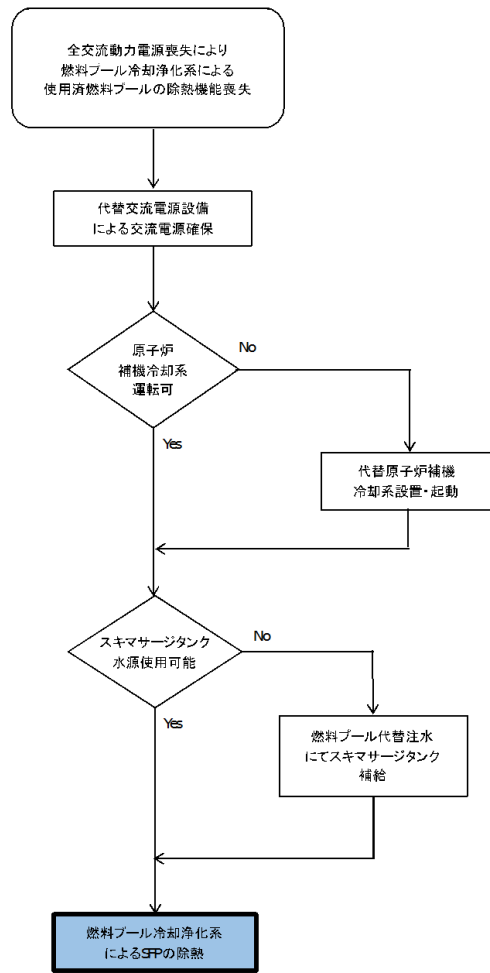 全交流動力電源喪失により
燃料プール冷却浄化系による
使用済燃料プールの除熱機能喪失
代替交流電源設備
による交流電源確保
原子炉
補機冷却系
運転可
No
Yes
代替原子炉補機
冷却系設置・起動
スキマサージタンク
水源使用可能
No
Yes
燃料プール代替注水
にてスキマサージタンク
補給
燃料プール冷却浄化系
によるSFPの除熱